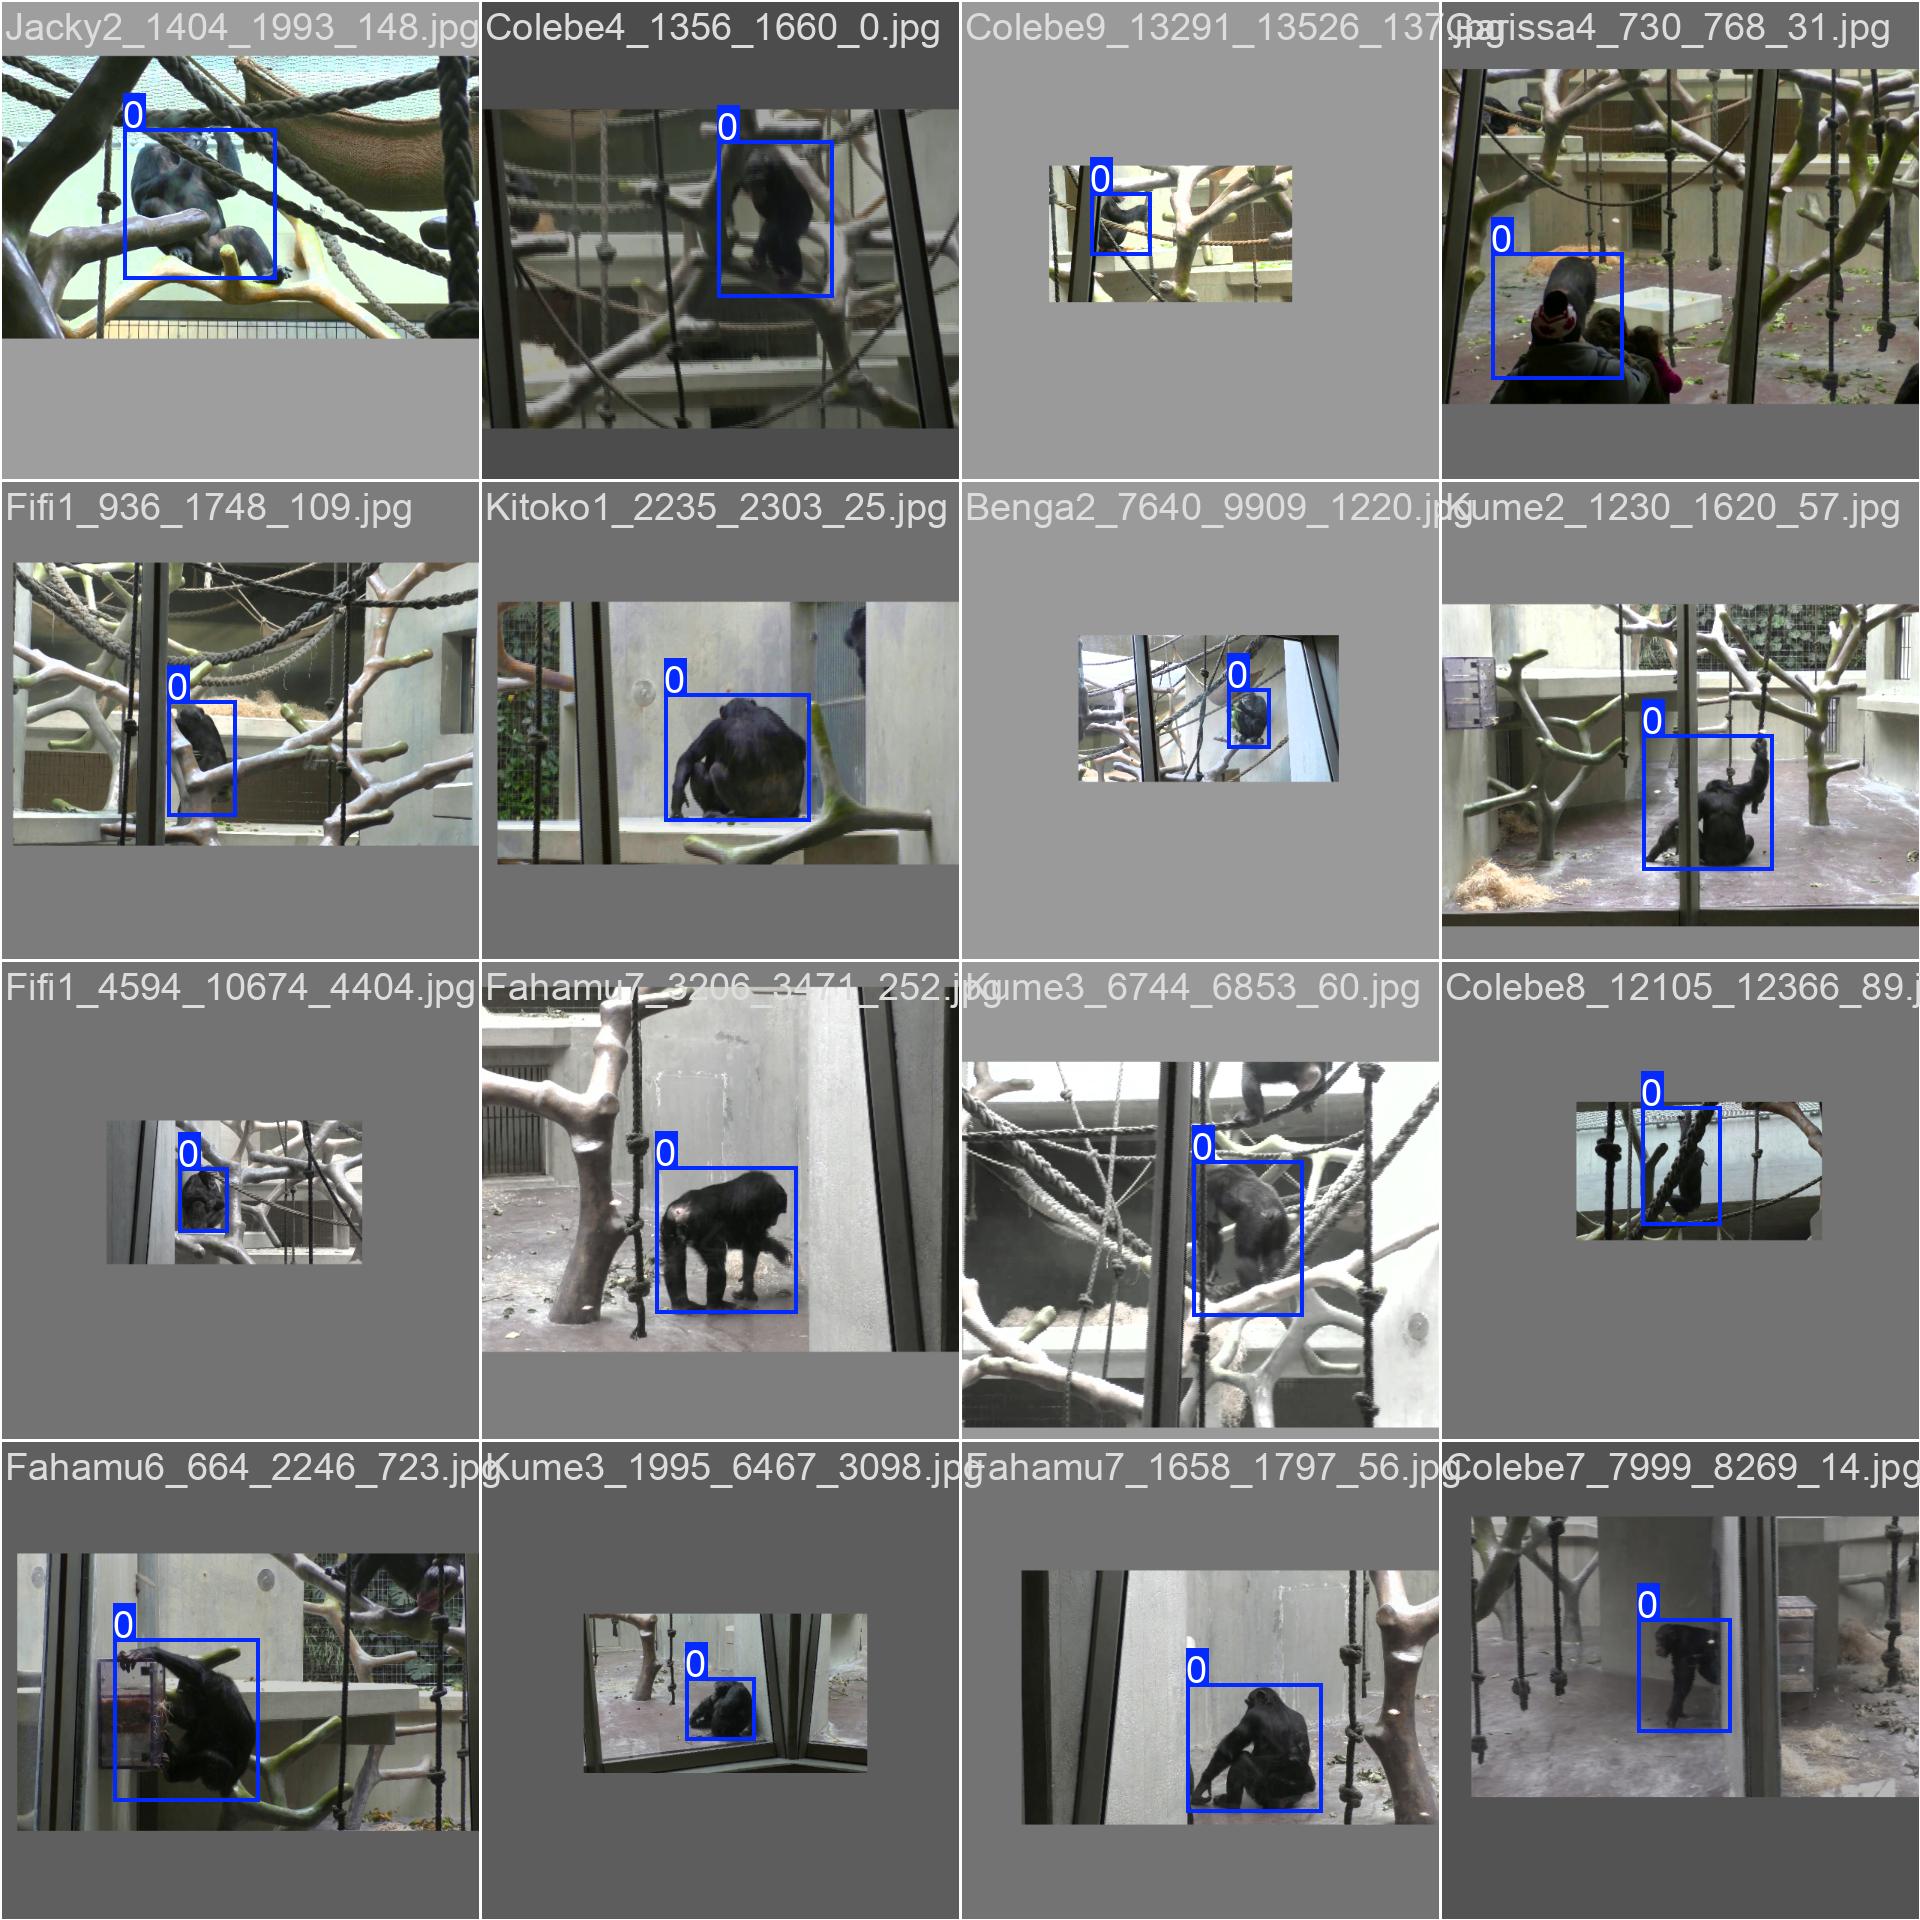 Jacky2_1404_1993_148.jpg
Colebe4_1356_1660_0.jpg
Colebe9_13291_13526_137.jpg
Garissa4_730_768_31.jpg
0
0
0
0
Fifi1_936_1748_109.jpg
Kitoko1_2235_2303_25.jpg
Benga2_7640_9909_1220.jpg
Kume2_1230_1620_57.jpg
0
0
0
0
Fifi1_4594_10674_4404.jpg
Fahamu7_3206_3471_252.jpg
Kume3_6744_6853_60.jpg
Colebe8_12105_12366_89.j
0
0
0
0
Fahamu6_664_2246_723.jpg
Kume3_1995_6467_3098.jpg
Fahamu7_1658_1797_56.jpg
Colebe7_7999_8269_14.jpg
0
0
0
0